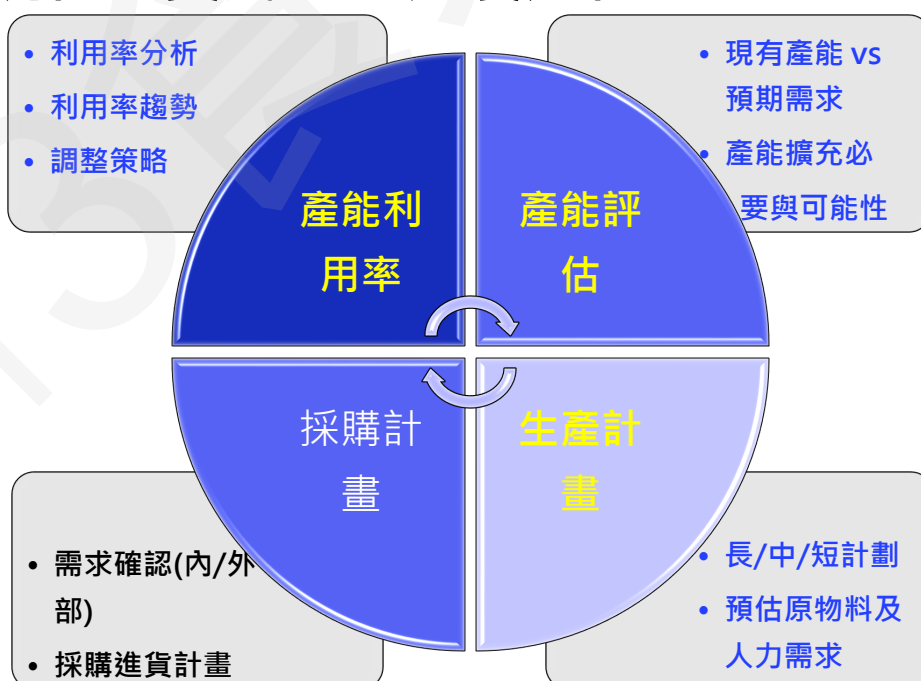 • 利用率分析
• 利用率趨勢
• 調整策略
• 現有產能 vs
預期需求
• 產能擴充必
要與可能性
產能利
用率
產能評
估
採購計
畫
生產計
畫
• 需求確認(內/外
部)
• 採購進貨計畫
• 長/中/短計劃
• 預估原物料及
人力需求